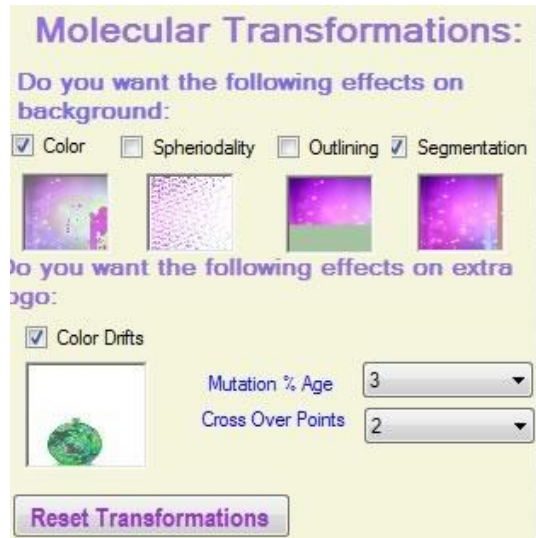 Molecular Transformations:
Do you want the following effects on
background:
Color Spheriodality Outlining Segmentation
Do you want the following effects on extra
ogo:
Color Drifts
Mutation % Age 3
Cross Over Points 2
Reset Transformations